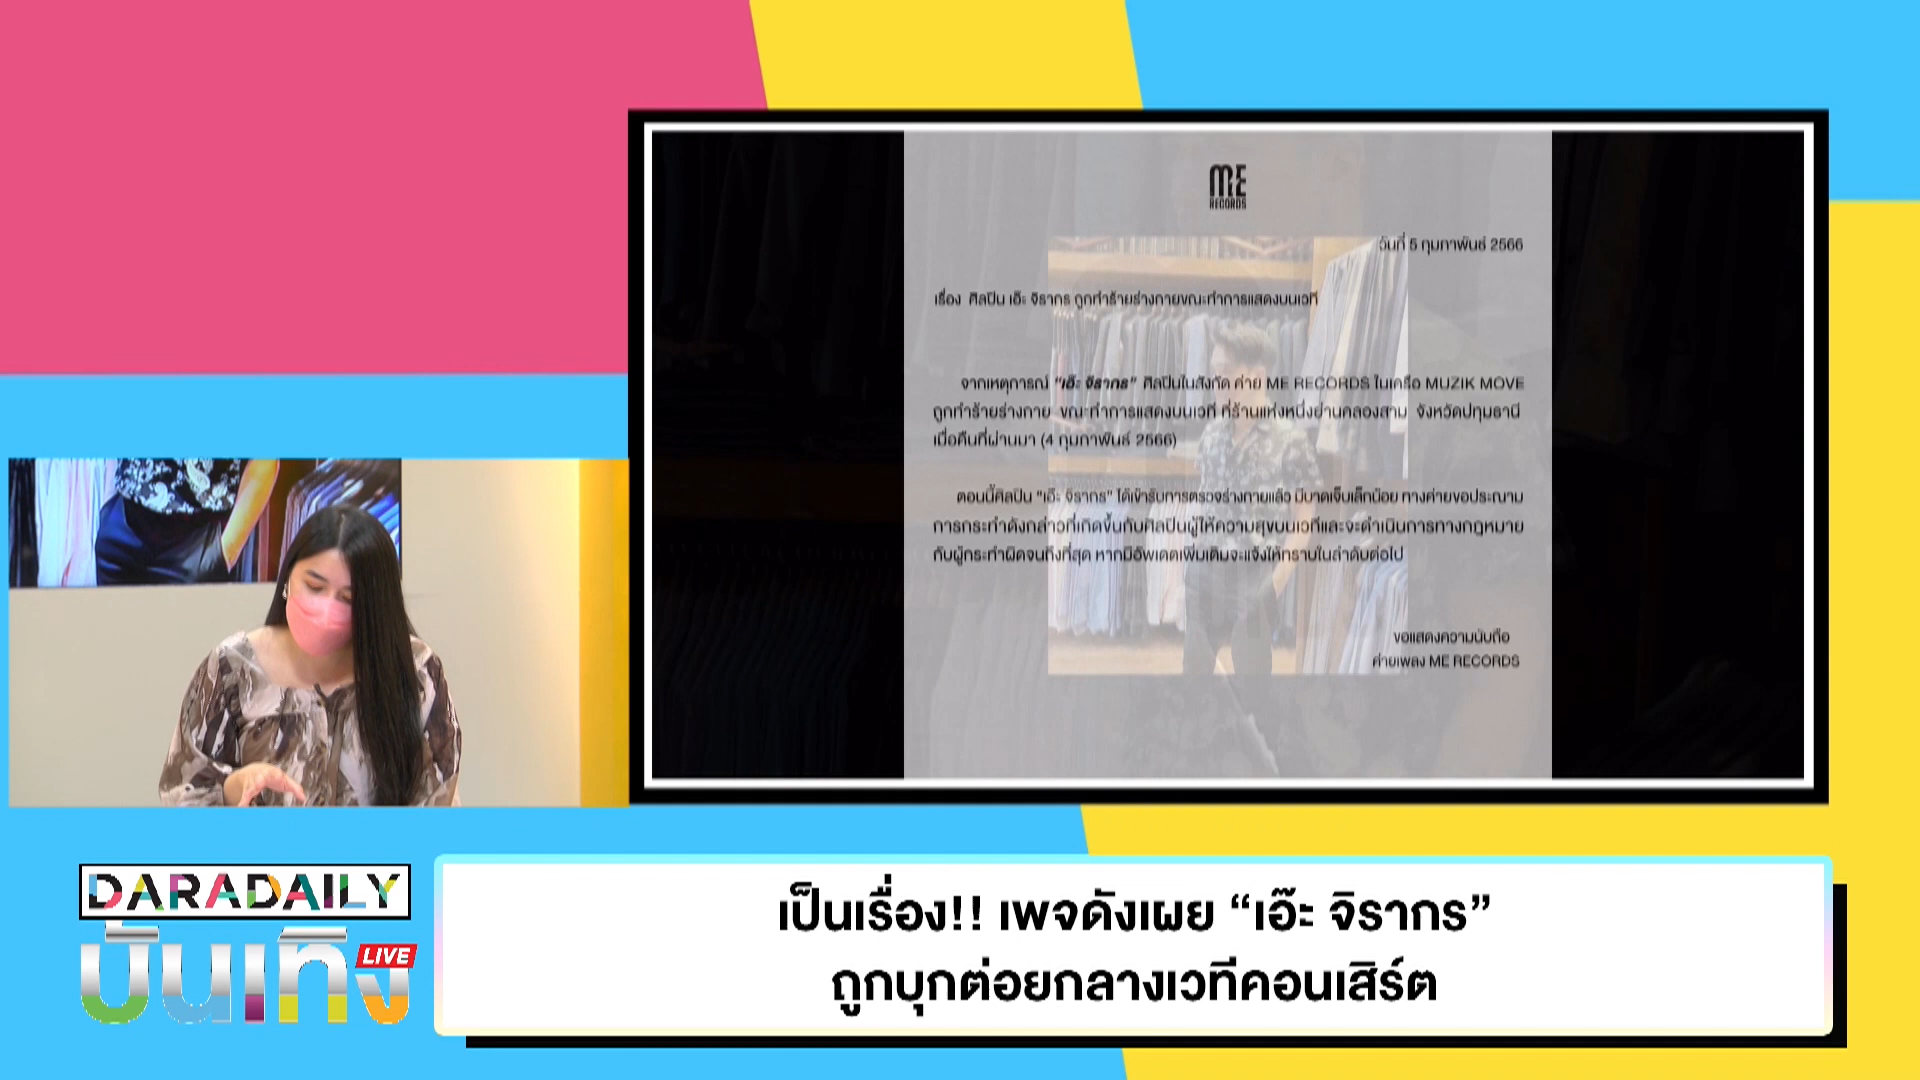 ME
RECORDS
วันที่ 5 กุมภาพันธ์ 2566
เรื่อง ศิลปิน เอ๊ะ จิรากร ถูกทำร้ายร่างกายขณะทำการแสดงบนเวที
จากเหตุการณ์ “เอ๊ะ จิรากร” ศิลปินในสังกัด ค่าย ME RECORDS ในเครือ MUZIK MOVE
ถูกทำร้ายร่างกาย ขณะทำการแสดงบนเวที ที่ร้านแห่งหนึ่งย่านคลองสาม จังหวัดปทุมธานี
เมื่อคืนที่ผ่านมา (4 กุมภาพันธ์ 2566)
ตอนนี้ศิลปิน “เอ๊ะ จิรากร” ได้เข้ารับการตรวจร่างกายแล้ว มีบาดเจ็บเล็กน้อย ทางค่ายขอประณาม
การกระทำดังกล่าวที่เกิดขึ้นกับศิลปินผู้ให้ความสุขบนเวทีและจะดำเนินการทางกฎหมาย
กับผู้กระทำผิดจนถึงที่สุด หากมีอัพเดตเพิ่มเติมจะแจ้งให้ทราบในลำดับต่อไป
ขอแสดงความนับถือ
ค่ายเพลง ME RECORDS
DARADAILY
บันเทิง LIVE
เป็นเรื่อง!! เพจดังเผย “เอ๊ะ จิรากร”
ถูกบุกต่อยกลางเวทีคอนเสิร์ต